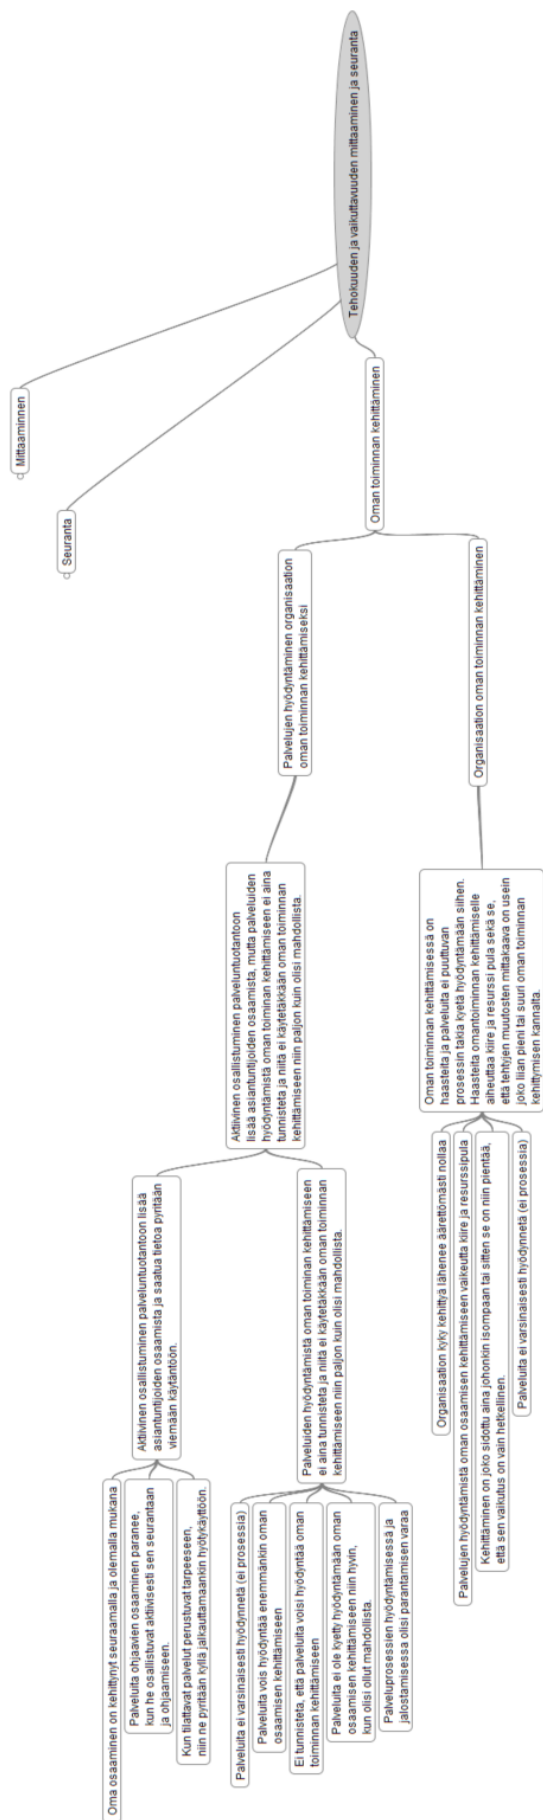 Tehokuuden ja vaikuttavuuden mittaaminen ja seuranta
Mittaaminnen
Seuranta
Oman toiminnan kehittäminen
Palvelujen hyödyntäminen organisaation
oman toiminnan kehittämiseksi
Aktiivinen osallistuminen palveluntuotantoon
lisää asiantuntijoiden osaamista, mutta palveluiden
hyödyntämistä oman toiminan kehittämiseen ei aina
tunnisteta ja niitä ei käytetäkkään oman toiminnan
kehittämiseen niin paljon kuin olisi mahdollista.
Aktiivinen osallistuminen palveluntuotantoon lisää
asiantuntijoiden osaamista ja saatua tietoa pyritään
viemään käytäntöön.
Oma osaaminen on kehittynyt seuraamalla ja olemalla mukana
Palveluita ohjaavien osaaminen paranee,
kun he osallistuvat aktiivisesti sen seurantaan
ja ohjaamiseen.
Kun tilattavat palvelut perustuvat tarpeeseen,
niin ne pyritään kyllä jalkauttamaankin hyötykäyttöön.
Palveluiden hyödyntämistä oman toiminan kehittämiseen
ei aina tunnisteta ja niitä ei käytetäkkään oman toiminnan
kehittämiseen niin paljon kuin olisi mahdollista.
Palveluita ei varsinaisesti hyödynnetä (ei prosessia)
Palveluita vois hyödyntää enemmänkin oman
osaamisen kehittämiseen
Ei tunnisteta, että palveluita voisi hyödyntää oman
toiminnan kehittämiseen
Palveluita ei ole kyetty hyödyntämään oman
osaamisen kehittämiseen niin hyvin,
kun olisi ollut mahdollista.
Palveluprosessien hyödyntämisessä ja
jalostamisessa olisi parantamisen varaa
Organisaation oman toiminnan kehittäminen
Oman toiminnan kehittämisessä on
haasteita ja palveluita ei puuttuvan
prosessin takia kyetä hyödyntämään siihen.
Haasteita omantoiminnan kehittämiselle
aiheuttaa kiire ja resurssi pula sekä se,
että tehtyjen muutosten mittakaava on usein
joko liian pieni tai suuri oman toiminnan
kehittymisen kannalta.
Organisaation kyky kehittyä lähenee äärettömästi nollaa
Palvelujen hyödyntämistä oman osaamisen kehittämiseen vaikeutta kiire ja resurssipula
Kehittäminen on joko sidottu aina johonkin isompaan tai sitten se on niin pientää,
että sen vaikutus on vain hetkellinen.
Palveluita ei varsinaisesti hyödynnetä (ei prosessia)